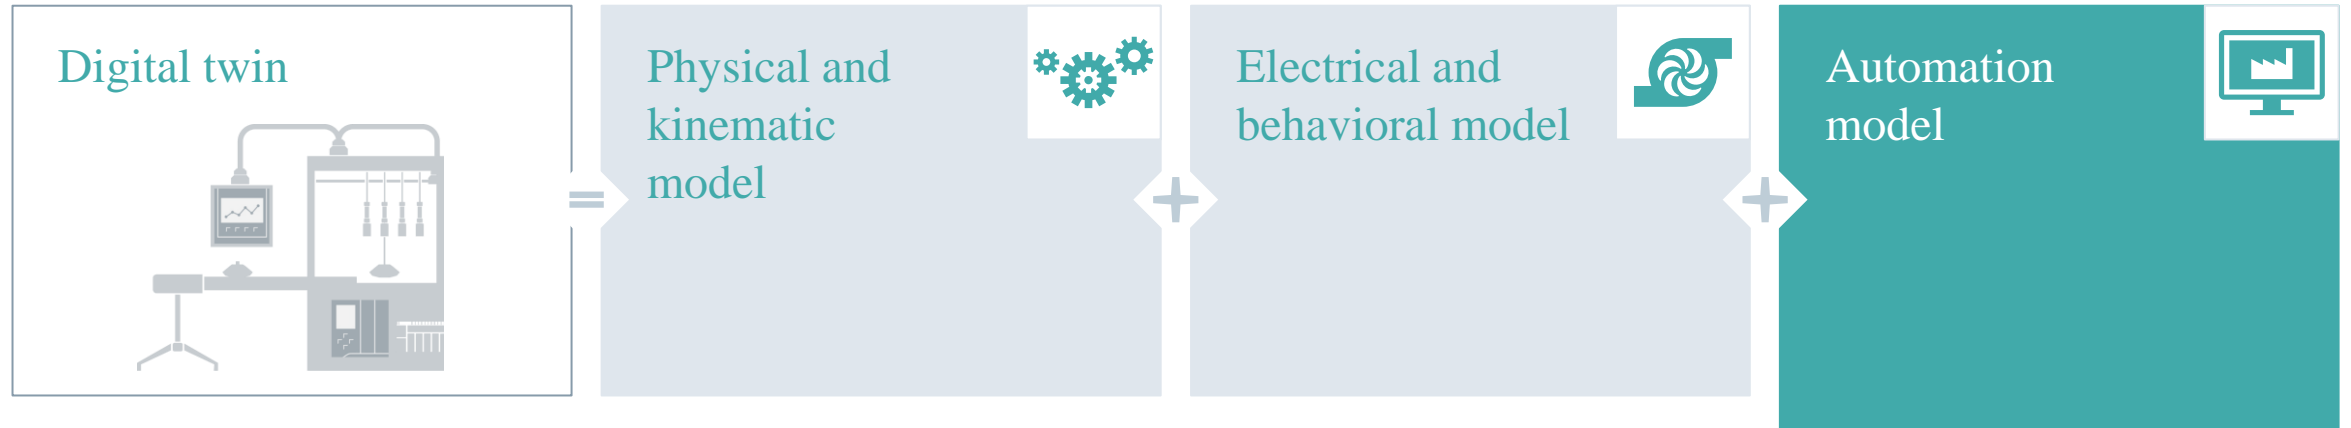 Digital twin
=
Physical and
kinematic
model
+
Electrical and
behavioral model
+
Automation
model